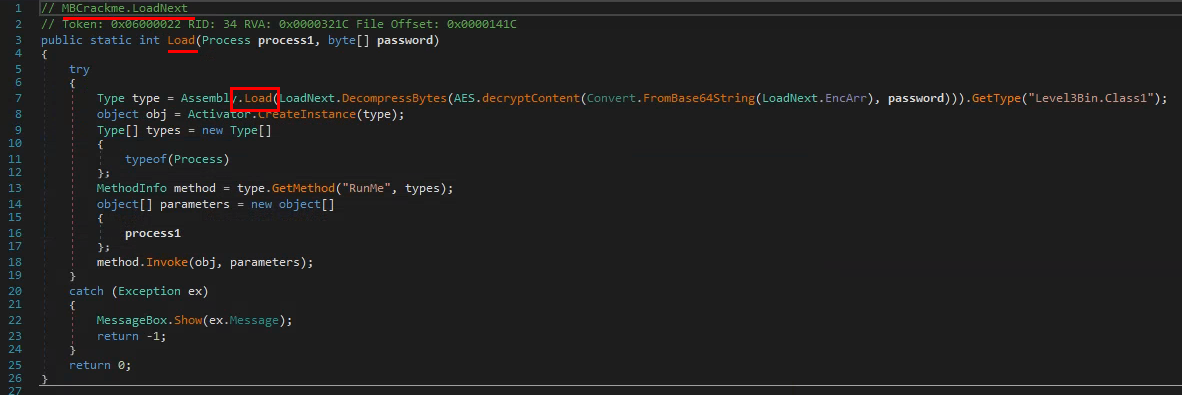 1 // MBCrackme.LoadNext
2 // Token: 0x06000022 RID: 34 RVA: 0x0000321C File Offset: 0x0000141C
3 public static int Load(Process process1, byte[] password)
4 {
5 try
6 {
7 Type type = Assembly.Load(LoadNext.DecompressBytes(AES.decryptContent(Convert.FromBase64String(LoadNext.EncArr), password))).GetType("Level3Bin.Class1");
8 object obj = Activator.CreateInstance(type);
9 Type[] types = new Type[]
10 {
11 typeof(Process)
12 };
13 MethodInfo method = type.GetMethod("RunMe", types);
14 object[] parameters = new object[]
15 {
16 process1
17 };
18 method.Invoke(obj, parameters);
19 }
20 catch (Exception ex)
21 {
22 MessageBox.Show(ex.Message);
23 return -1;
24 }
25 return 0;
26 }
27